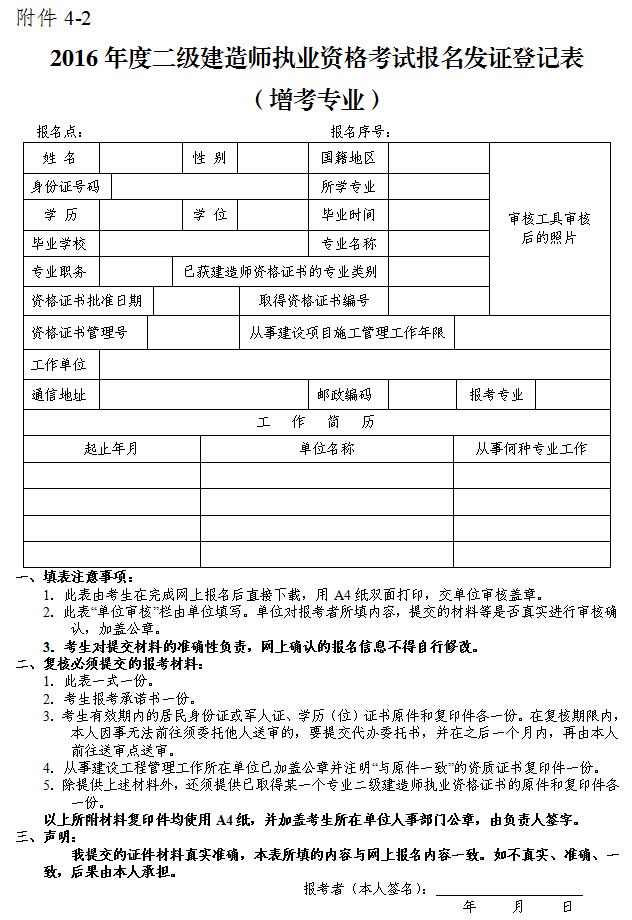 附件 4-2
2016 年度二级建造师执业资格考试报名发证登记表
（增考专业）
报名点： 报名序号：
姓 名 性 别 国籍地区
身份证号码 所学专业
学 历 学 位 毕业时间
审核工具审核
后的照片
毕业学校 专业名称
专业职务 已获建造师资格证书的专业类别
资格证书批准日期 取得资格证书编号
资格证书管理号 从事建设项目施工管理工作年限
工作单位
通信地址 邮政编码 报考专业
工 作 简 历
起止年月 单位名称 从事何种专业工作
一、填表注意事项：
1. 此表由考生在完成网上报名后直接下载，用 A4 纸双面打印，交单位审核盖章。
2. 此表“单位审核”栏由单位填写。单位对报考者所填内容，提交的材料等是否真实进行审核确
认，加盖公章。
3. 考生对提交材料的准确性负责，网上确认的报名信息不得自行修改。
二、复核必须提交的报考材料：
1. 此表一式一份。
2. 考生报考承诺书一份。
3. 考生有效期内的居民身份证或军人证、学历（位）证书原件和复印件各一份。在复核期限内，
本人因事无法前往须委托他人送审的，要提交代办委托书，并在之后一个月内，再由本人
前往送审点送审。
4. 从事建设工程管理工作所在单位已加盖公章并注明“与原件一致”的资质证书复印件一份。
5. 除提供上述材料外，还须提供已取得某一个专业二级建造师执业资格证书的原件和复印件各
一份。
以上所附材料复印件均使用 A4 纸，并加盖考生所在单位人事部门公章，由负责人签字。
三、声明：
我提交的证件材料真实准确，本表所填的内容与网上报名内容一致。如不真实、准确、一
致，后果由本人承担。
报考者（本人签名）：
年 月 日